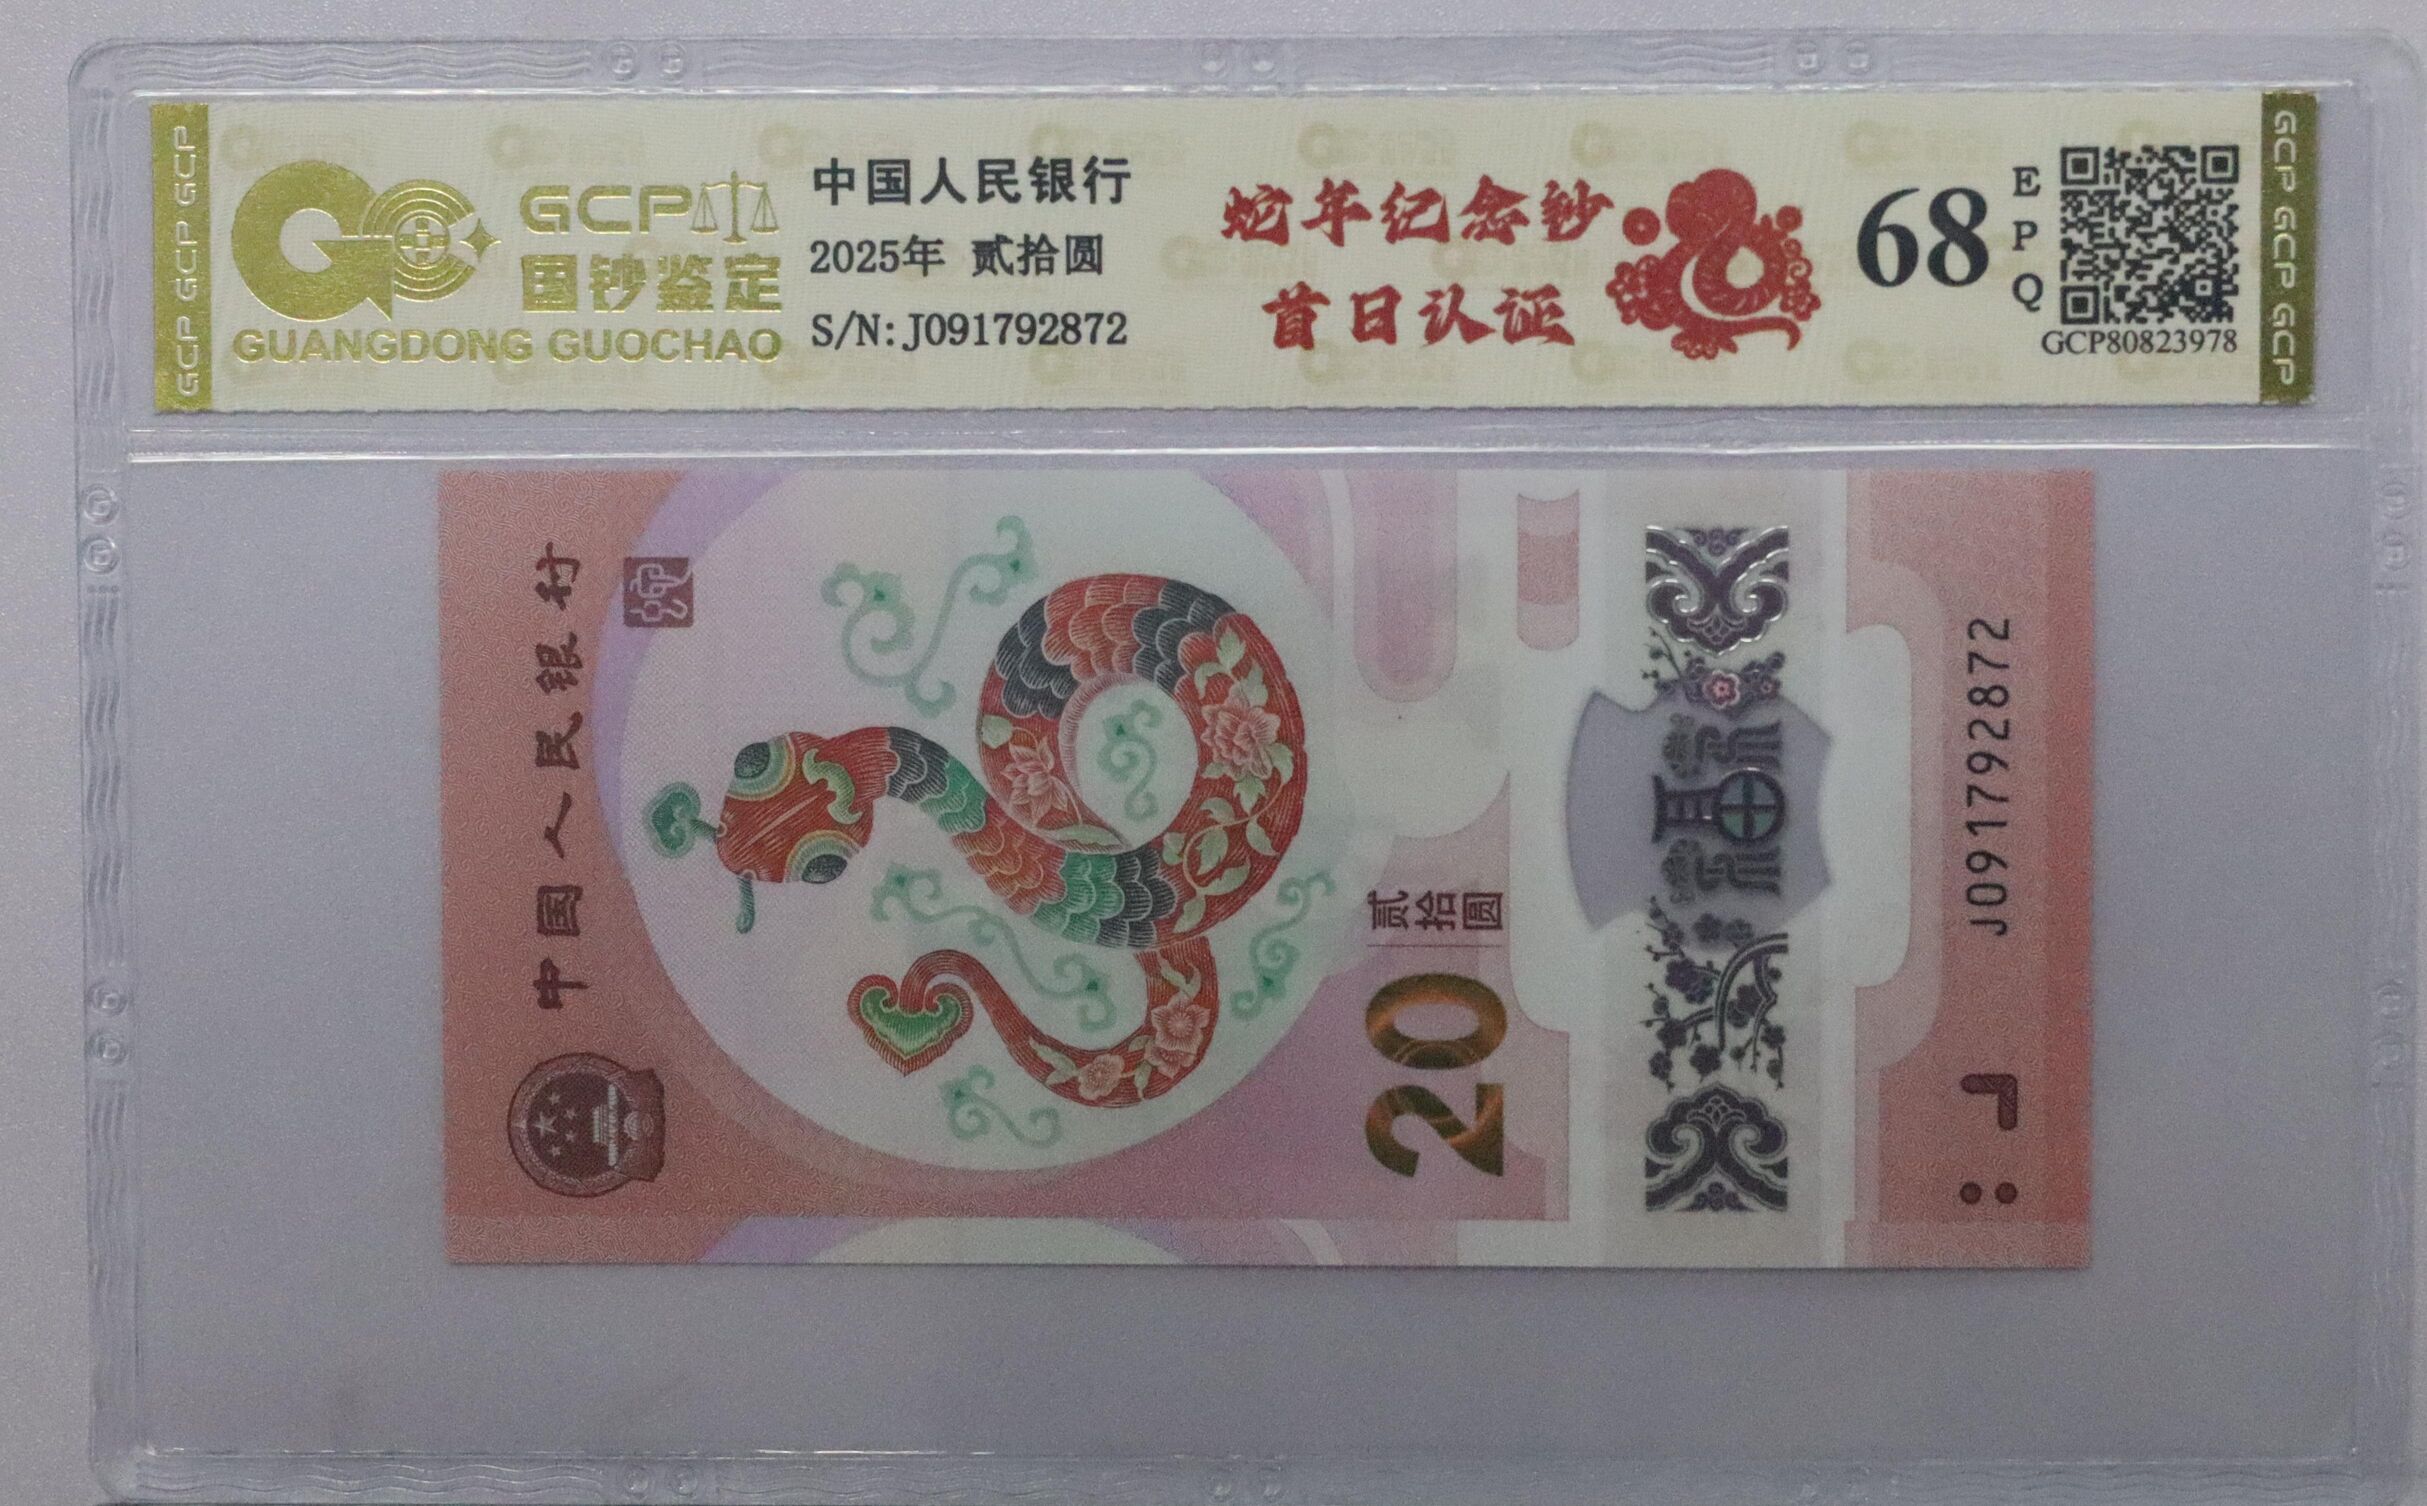 GCP GCP GCP
GCP
国钞鉴定
GUANGDONG GUOCHAO
中国人民银行
2025年 贰拾圆
S/N: J091792872
蛇年纪念钞
首日认证
68
EPQ
GCP80823978
GCP GCP GCP
中国人民银行
20
贰拾圆
福
J091792872